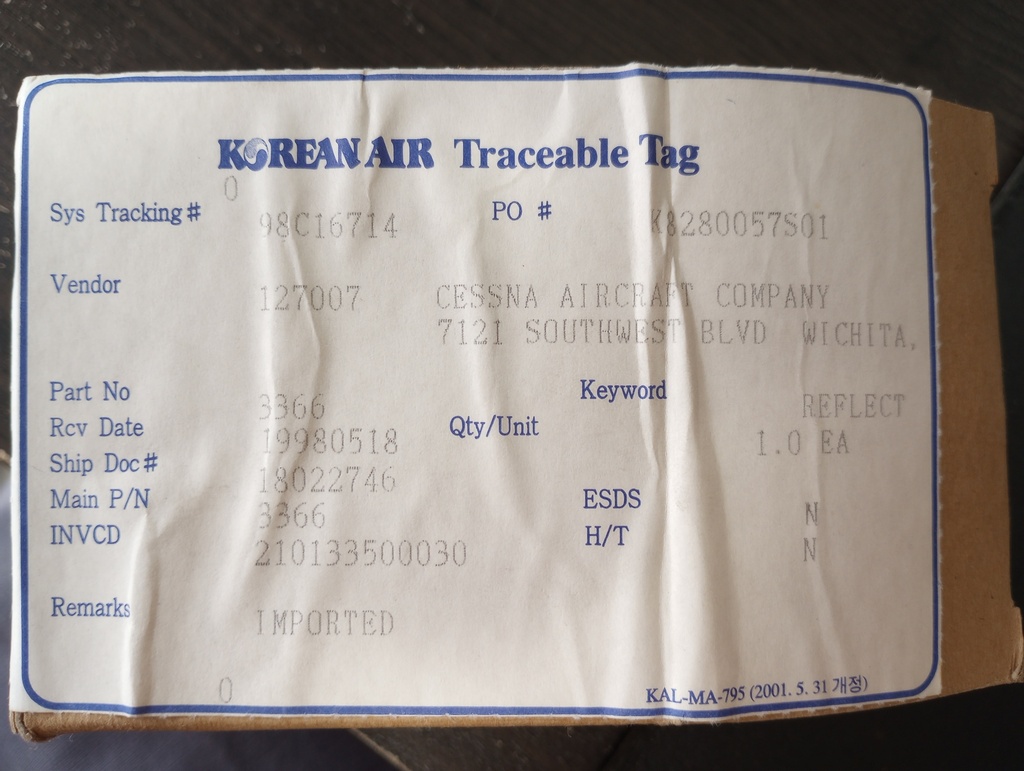 KOREAN AIR Traceable Tag
0
Sys Tracking# 98C16714 PO # K8280057S01
Vendor 127007 CESSNA AIRCRAFT COMPANY
7121 SOUTHWEST BLVD WICHITA,
Part No 3366 Keyword REFLECT
Rcv Date 19980518 Qty/Unit 1.0 EA
Ship Doc# 18022746
Main P/N 3366 ESDS N
INVCD 210133500030 H/T N
Remarks IMPORTED
0
KAL-MA-795 (2001. 5. 31 개정)